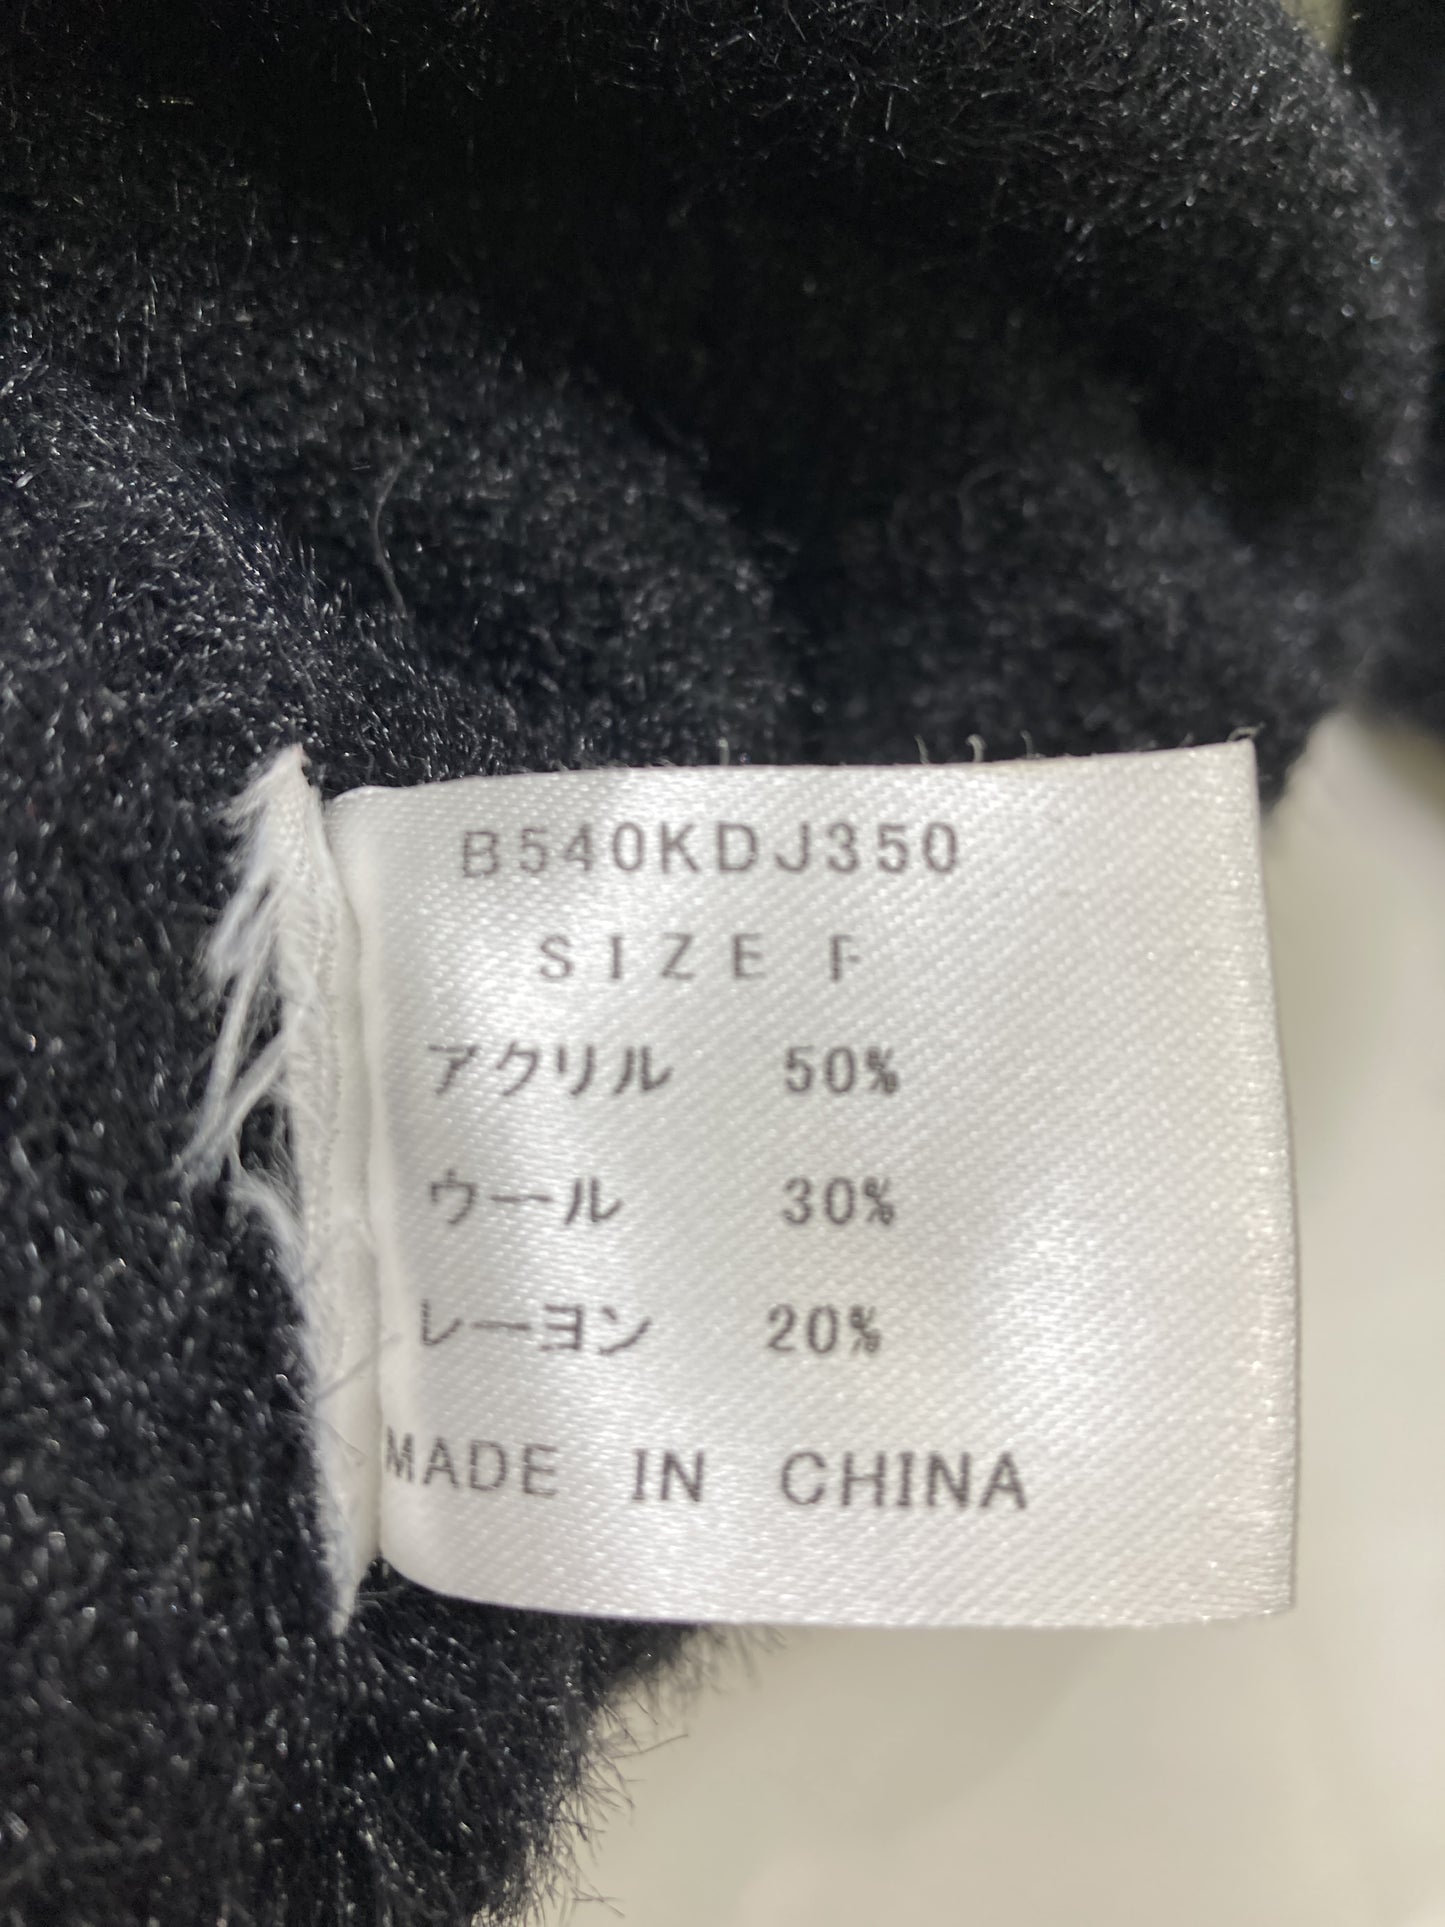 B540KDJ350
SIZE F
アクリル 50%
ウール 30%
レーヨン 20%
MADE IN CHINA